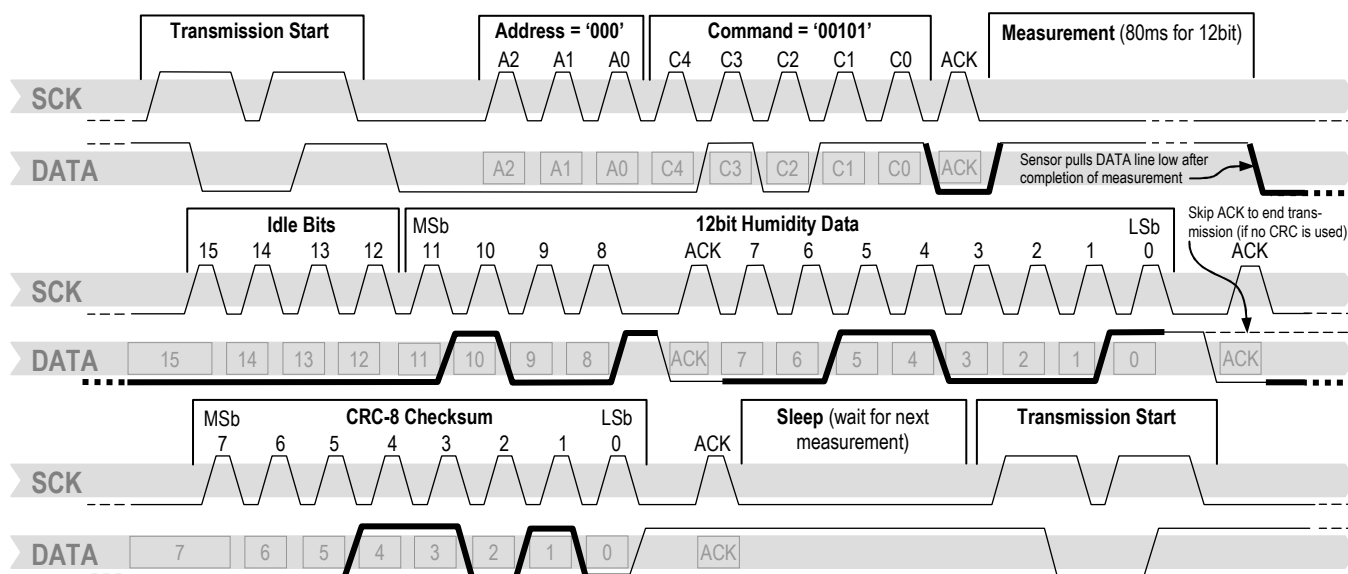 Transmission Start Address = ‘000’ Command = ‘00101’ Measurement (80ms for 12bit)
A2 A1 A0 C4 C3 C2 C1 C0 ACK
SCK
DATA A2 A1 A0 C4 C3 C2 C1 C0 ACK
Sensor pulls DATA line low after
completion of measurement
Idle Bits MSb 12bit Humidity Data LSb
Skip ACK to end trans-
mission (if no CRC is used)
15 14 13 12 11 10 9 8 ACK 7 6 5 4 3 2 1 0 ACK
SCK
DATA 15 14 13 12 11 10 9 8 ACK 7 6 5 4 3 2 1 0 ACK
MSb CRC-8 Checksum LSb Sleep (wait for next
measurement) Transmission Start
7 6 5 4 3 2 1 0 ACK
SCK
DATA 7 6 5 4 3 2 1 0 ACK